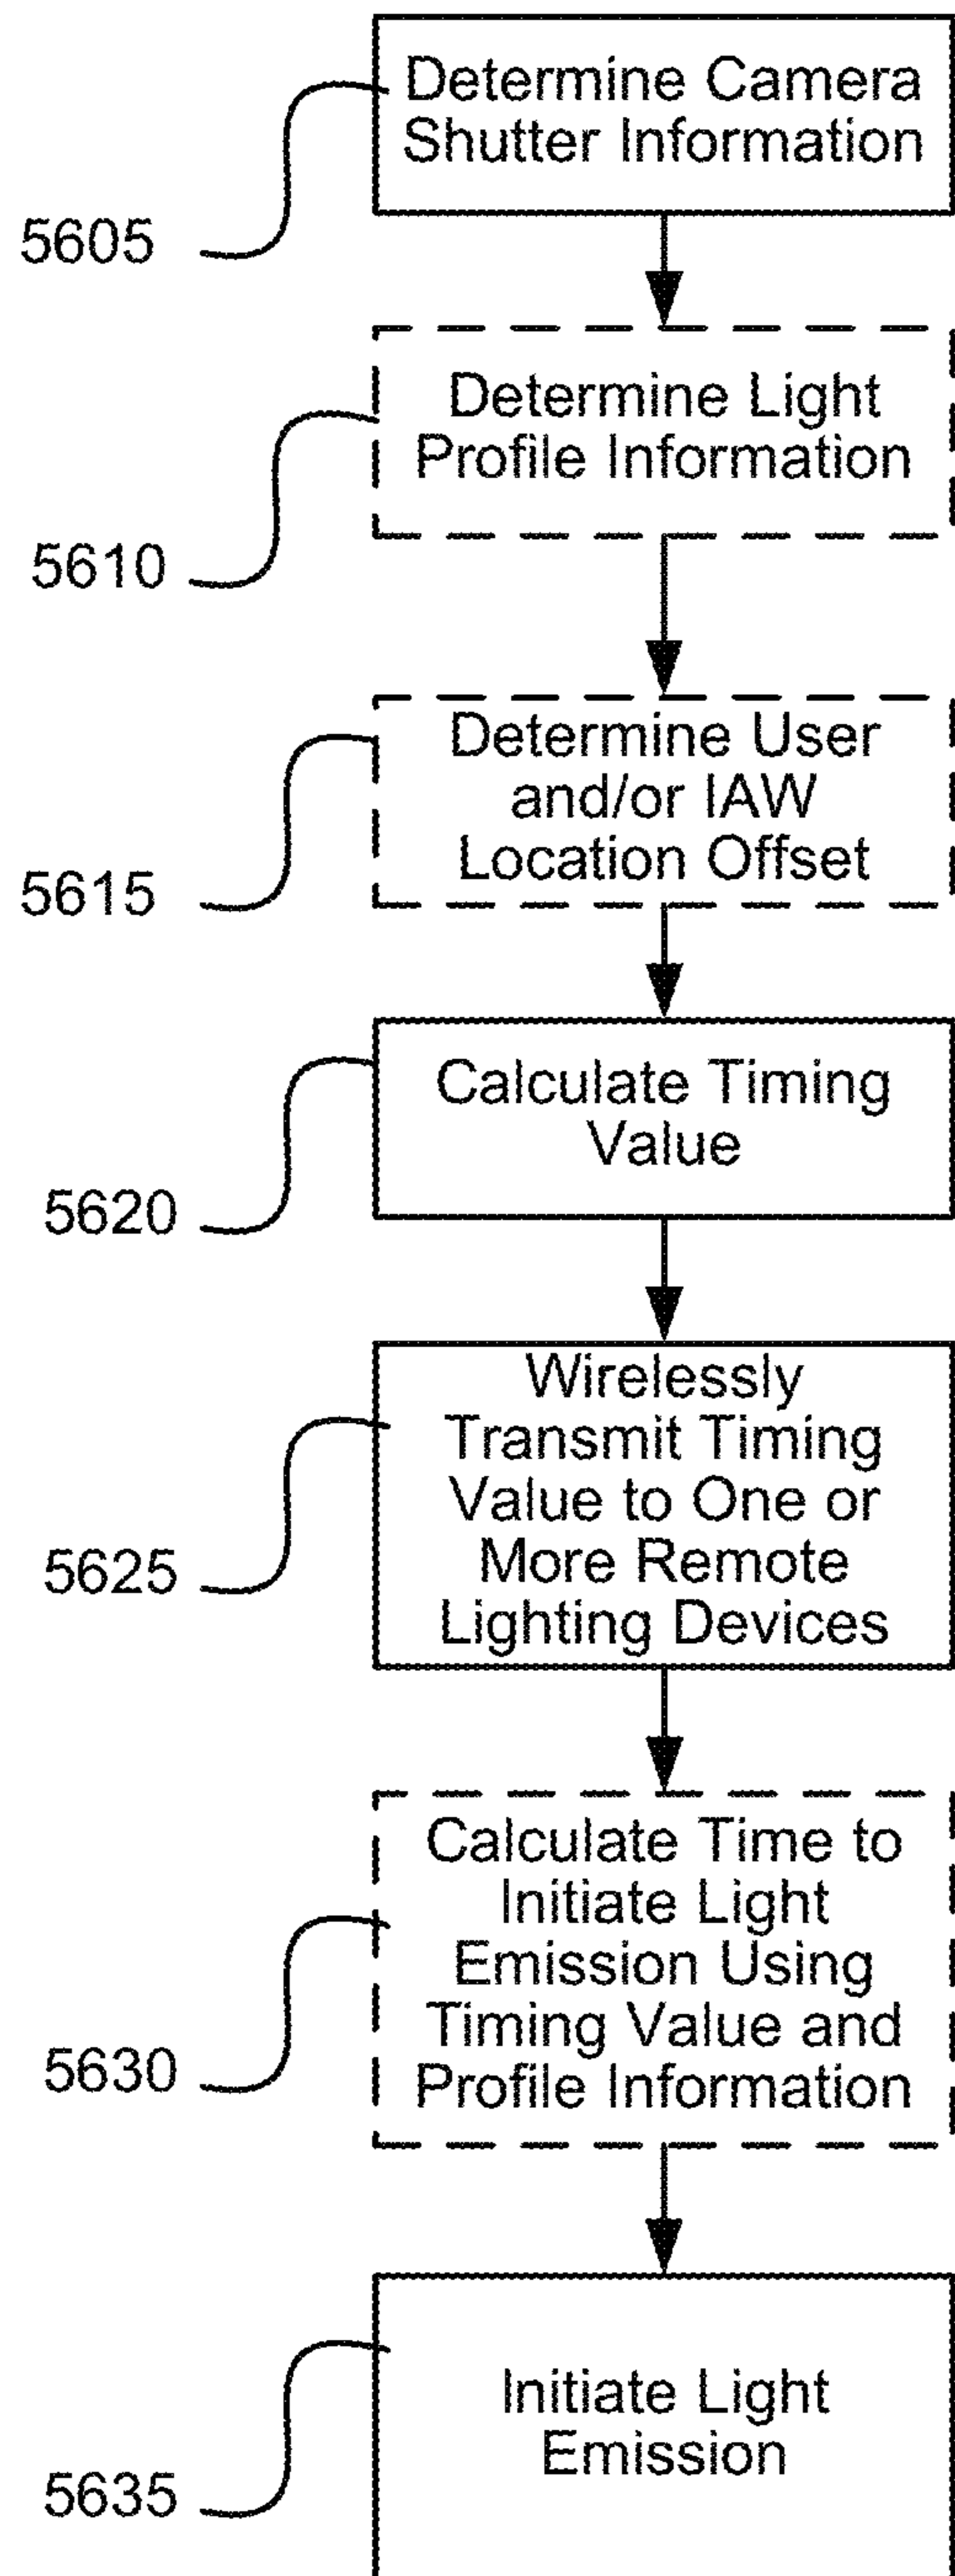 Determine Camera
Shutter Information
5605
Determine Light
Profile Information
5610
Determine User
and/or IAW
Location Offset
5615
Calculate Timing
Value
5620
Wirelessly
Transmit Timing
Value to One or
More Remote
Lighting Devices
5625
Calculate Time to
Initiate Light
Emission Using
Timing Value and
Profile Information
5630
Initiate Light
Emission
5635